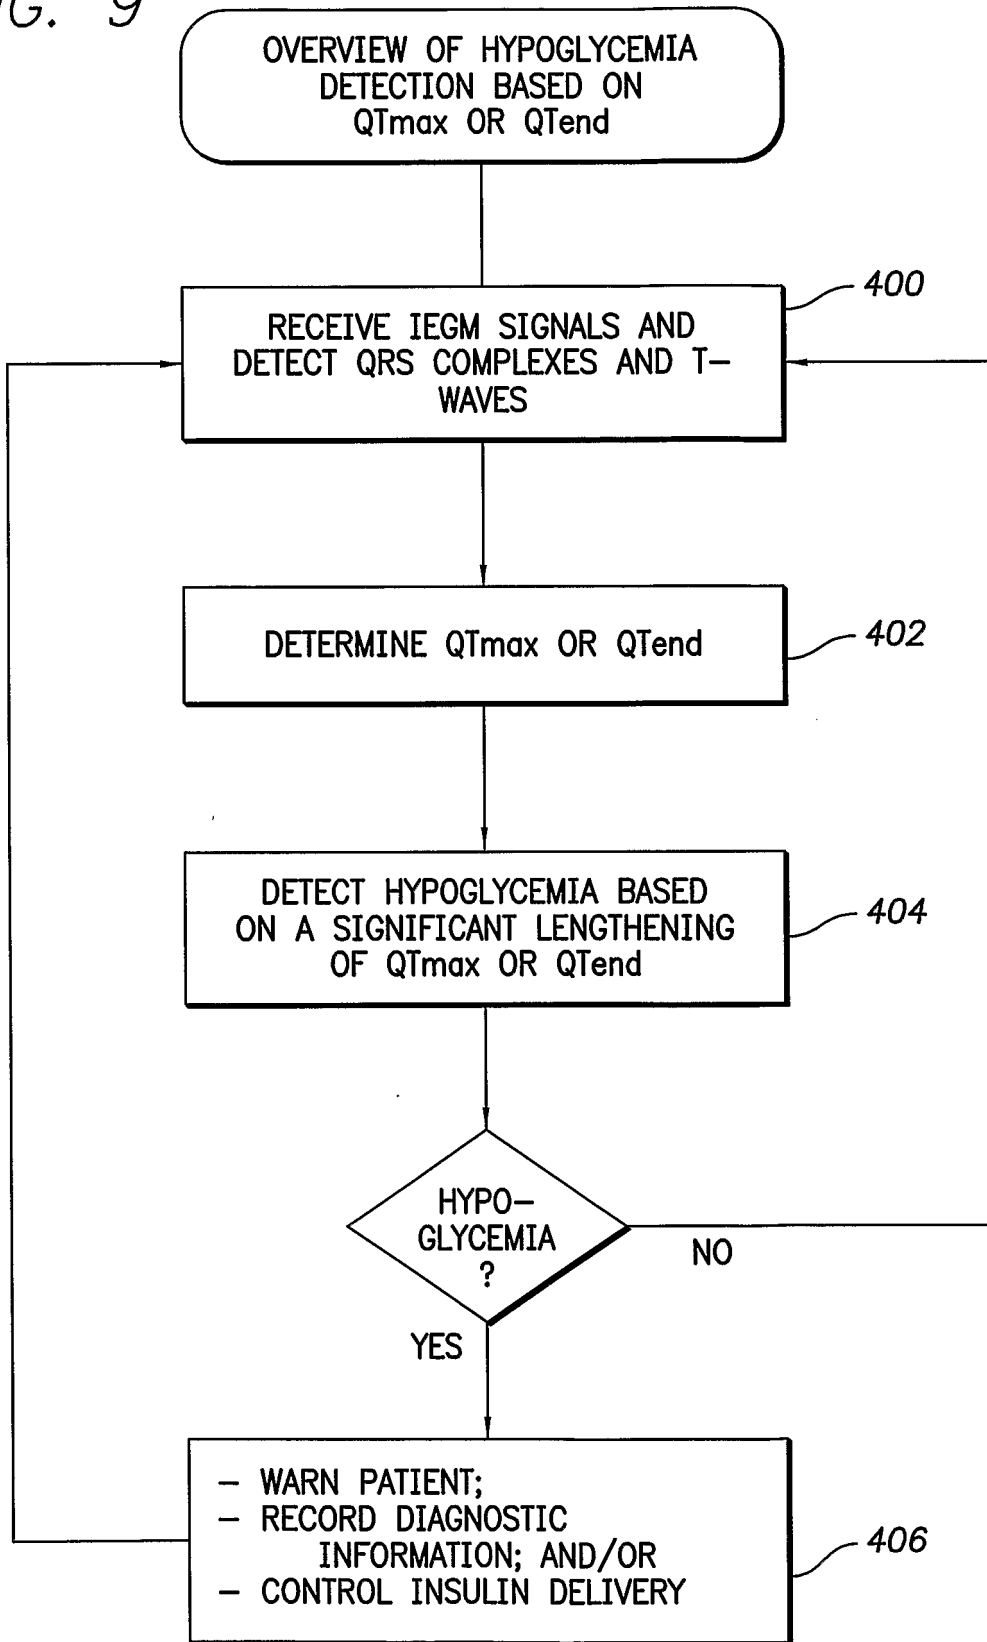 G. 9
OVERVIEW OF HYPOGLYCEMIA
DETECTION BASED ON
QTmax OR QTend
400
RECEIVE IEGM SIGNALS AND
DETECT QRS COMPLEXES AND T-
WAVES
402
DETERMINE QTmax OR QTend
404
DETECT HYPOGLYCEMIA BASED
ON A SIGNIFICANT LENGTHENING
OF QTmax OR QTend
HYPO-
GLYCEMIA
?
NO
YES
- WARN PATIENT;
- RECORD DIAGNOSTIC
INFORMATION; AND/OR
- CONTROL INSULIN DELIVERY
406